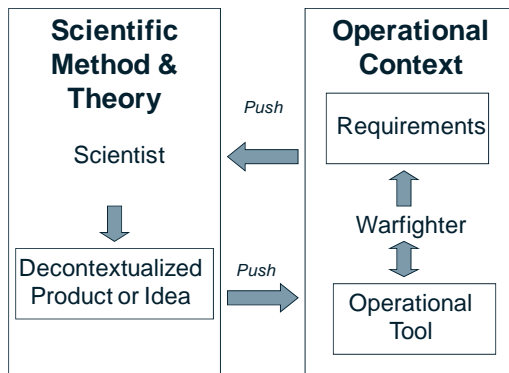 Scientific
Method &
Theory
Scientist
Decontextualized
Product or Idea
Push
Push
Operational
Context
Requirements
Warfighter
Operational
Tool